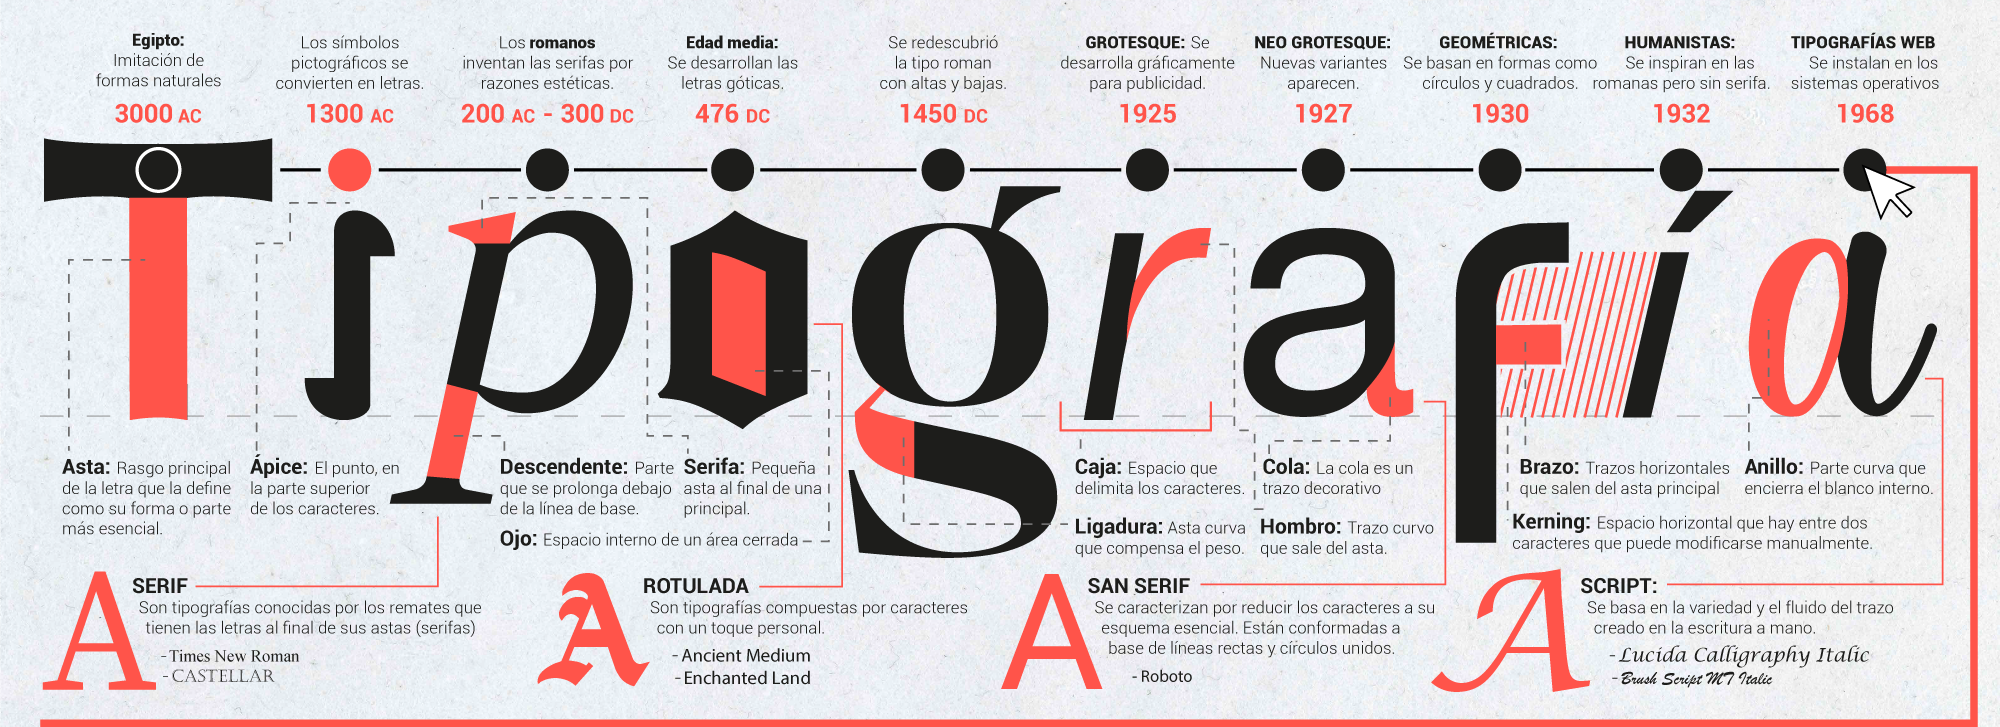 Egipto:
Imitación de
formas naturales
3000 AC
Los símbolos
pictográficos se
convierten en letras.
1300 AC
Los romanos
inventan las serifas por
razones estéticas.
200 AC - 300 DC
Edad media:
Se desarrollan las
letras góticas.
476 DC
Se redescubrió
la tipo roman
con altas y bajas.
1450 DC
GROTESQUE: Se
desarrolla gráficamente
para publicidad.
1925
NEO GROTESQUE:
Nuevas variantes
aparecen.
1927
GEOMÉTRICAS:
Se basan en formas como
círculos y cuadrados.
1930
HUMANISTAS:
Se inspiran en las
romanas pero sin serifa.
1932
TIPOGRAFÍAS WEB
Se instalan en los
sistemas operativos
1968
Tipografía
Asta: Rasgo principal
de la letra que la define
como su forma o parte
más esencial.
Ápice: El punto, en
la parte superior
de los caracteres.
Descendente: Parte
que se prolonga debajo
de la línea de base.
Serifa: Pequeña
asta al final de una
principal.
Ojo: Espacio interno de un área cerrada
Caja: Espacio que
delimita los caracteres.
Ligadura: Asta curva
que compensa el peso.
Cola: La cola es un
trazo decorativo
Hombro: Trazo curvo
que sale del asta.
Brazo: Trazos horizontales
que salen del asta principal
Anillo: Parte curva que
encierra el blanco interno.
Kerning: Espacio horizontal que hay entre dos
caracteres que puede modificarse manualmente.
A
SERIF
Son tipografías conocidas por los remates que
tienen las letras al final de sus astas (serifas)
-Times New Roman
-CASTELLAR
A
ROTULADA
Son tipografías compuestas por caracteres
con un toque personal.
-Ancient Medium
-Enchanted Land
A
SAN SERIF
Se caracterizan por reducir los caracteres a su
esquema esencial. Están conformadas a
base de líneas rectas y círculos unidos.
-Roboto
A
SCRIPT:
Se basa en la variedad y el fluido del trazo
creado en la escritura a mano.
-Lucida Calligraphy Italic
-Brush Script MT Italic